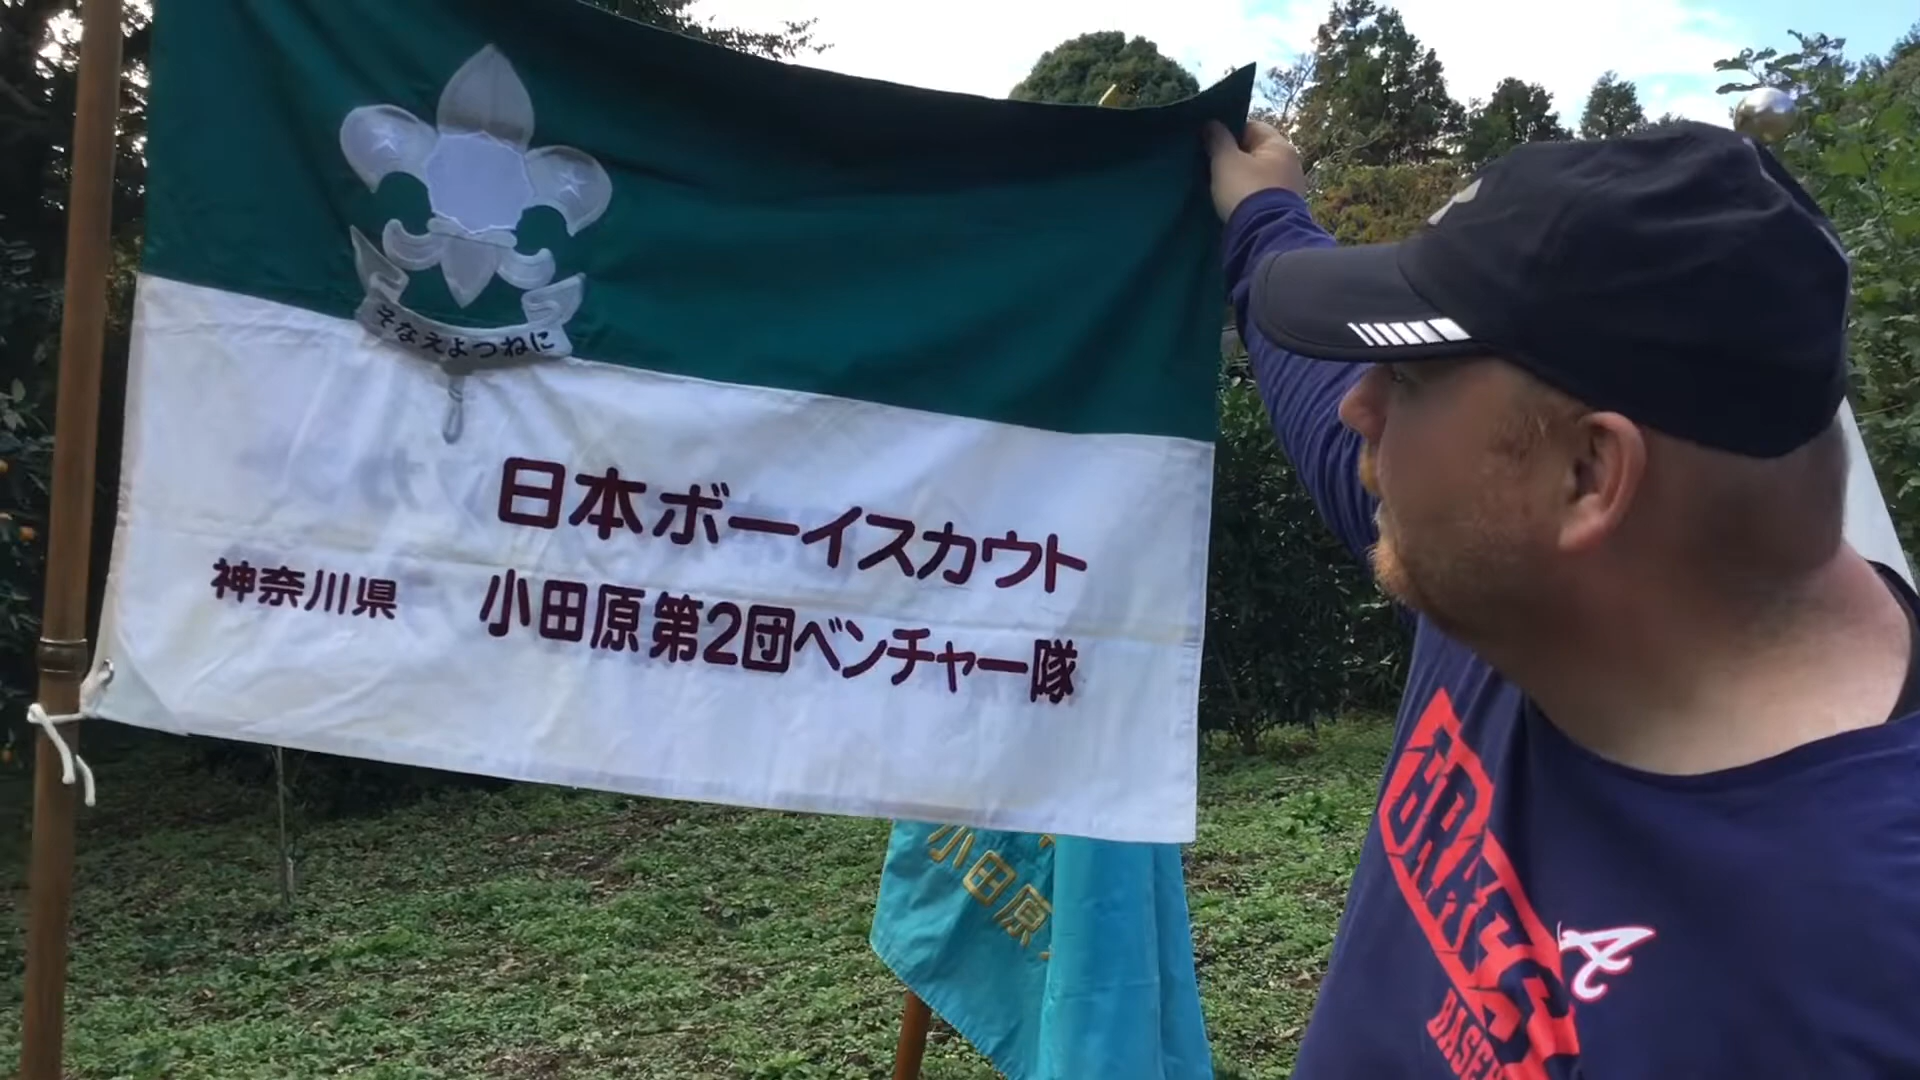 そなえよつねに
日本ボーイスカウト
神奈川県 小田原第2団ベンチャー隊
小田原
BRAVES
A